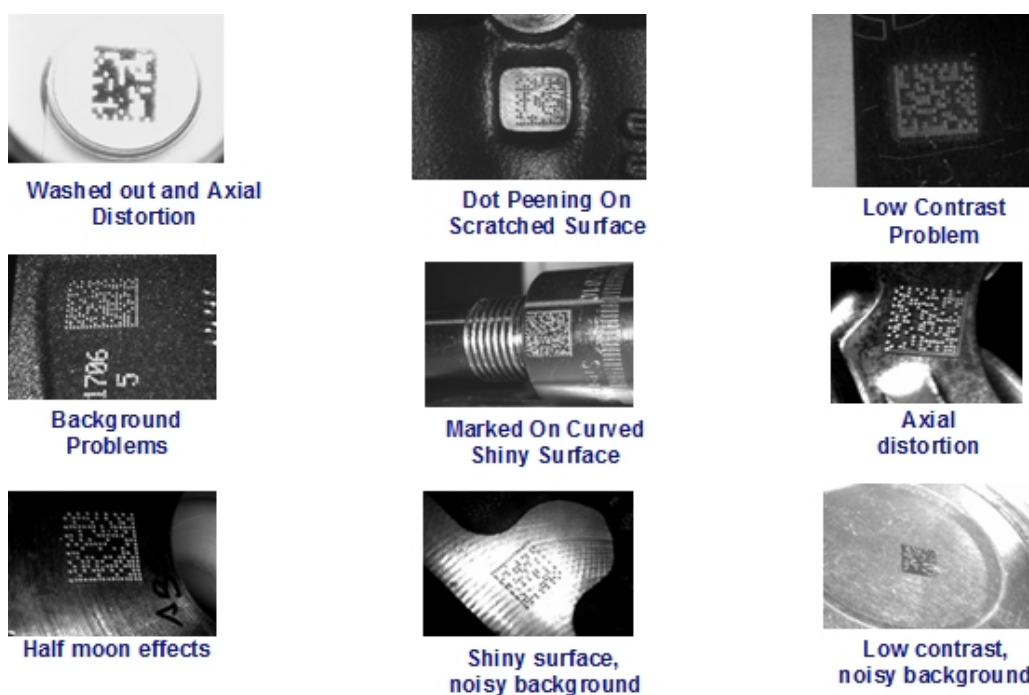 Washed out and Axial
Distortion
Dot Peening On
Scratched Surface
Low Contrast
Problem
1706
5
Background
Problems
Marked On Curved
Shiny Surface
Axial
distortion
Half moon effects
Shiny surface,
noisy background
Low contrast,
noisy background